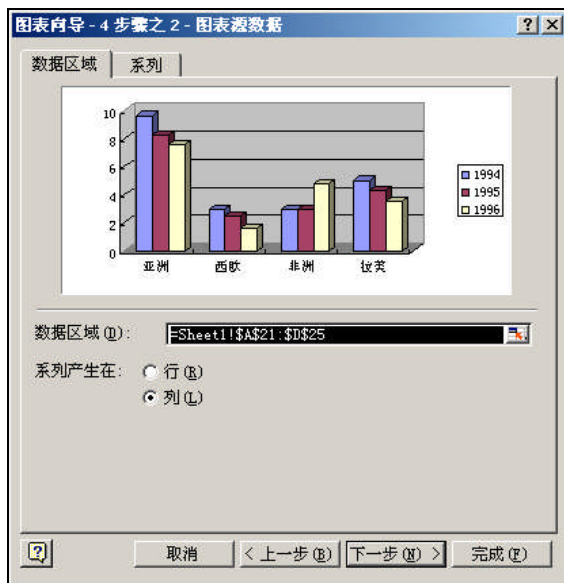 图表向导 - 4 步骤之 2 - 图表源数据
数据区域
系列
10
8
6
4
2
0
亚洲
西欧
非洲
拉美
1994
1995
1996
数据区域(D):
=Sheet1!$A$21:$D$25
系列产生在:
行(R)
列(L)
取消
< 上一步(B)
下一步(N) >
完成(F)